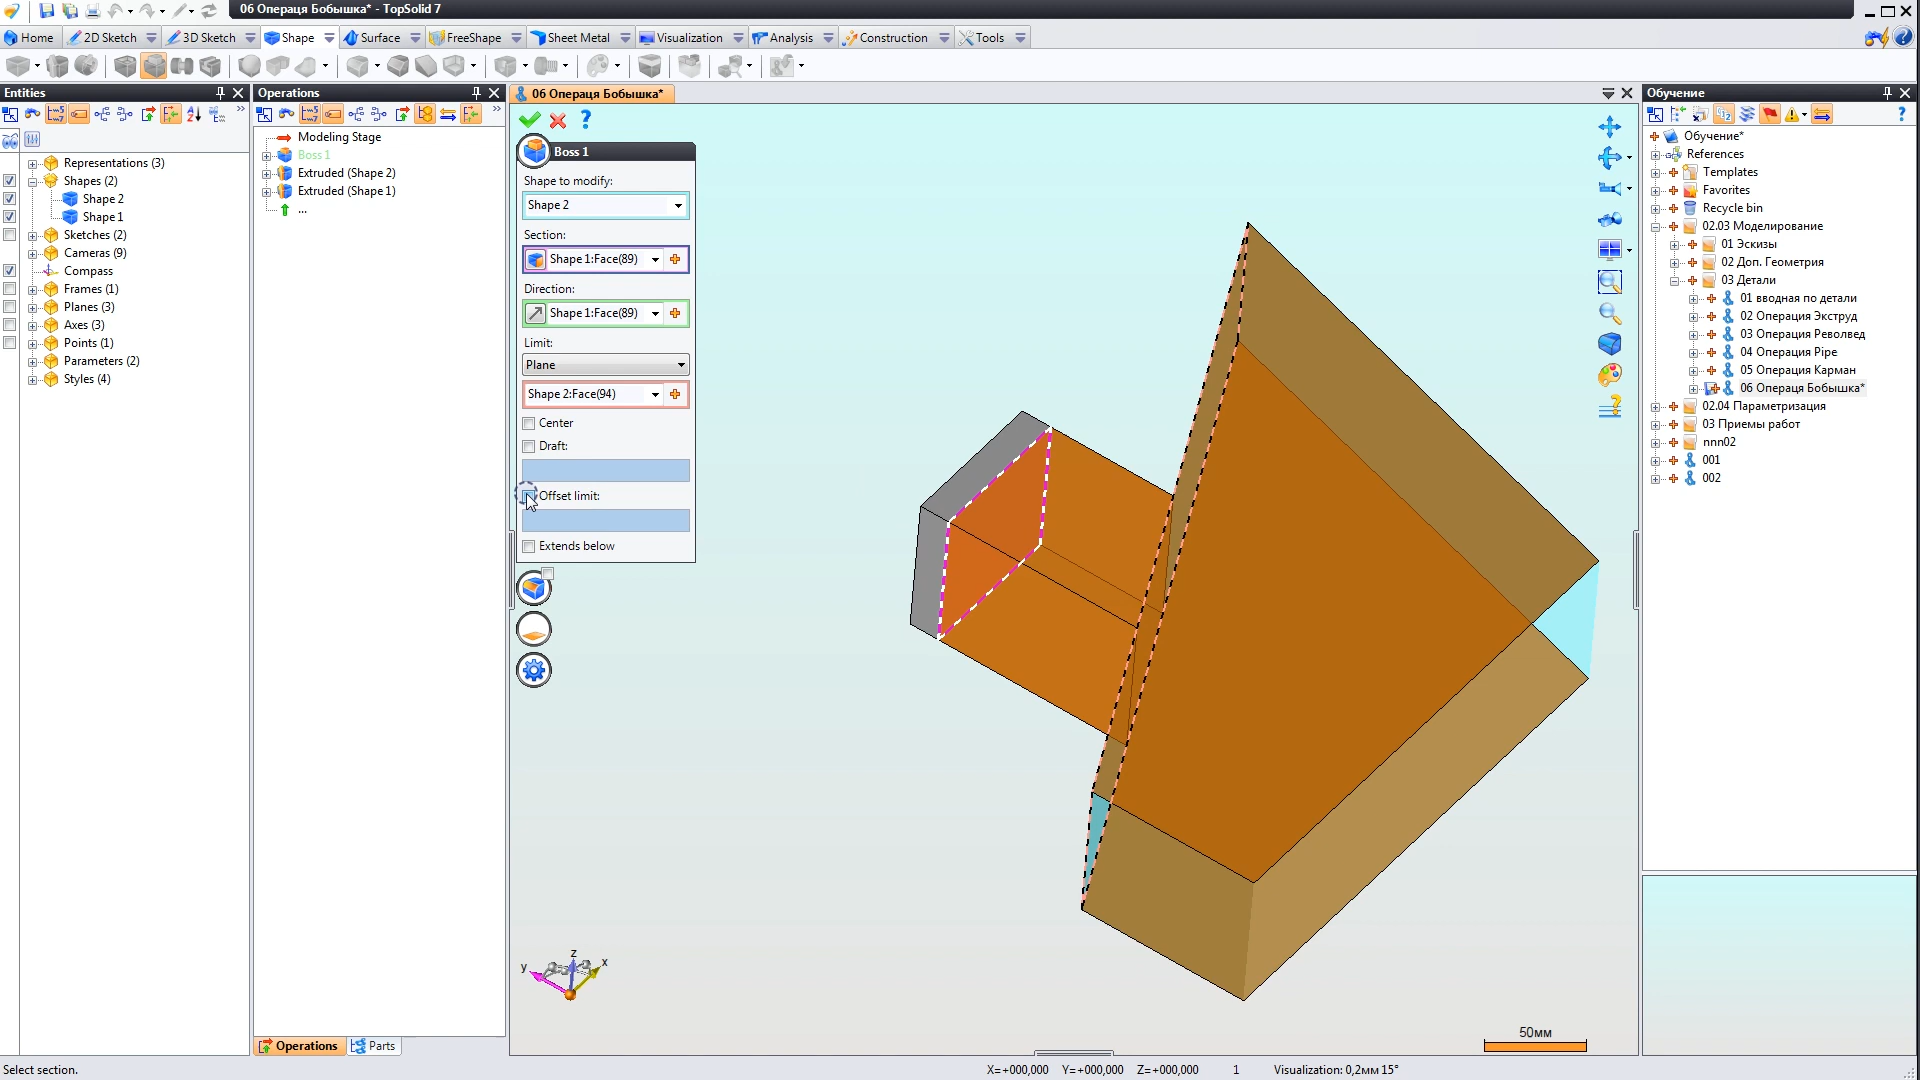 06 Операця Бобышка* - TopSolid 7
Home
2D Sketch
3D Sketch
Shape
Surface
FreeShape
Sheet Metal
Visualization
Analysis
Construction
Tools
Entities
Representations (3)
Shapes (2)
Shape 2
Shape 1
Sketches (2)
Cameras (9)
Compass
Frames (1)
Planes (3)
Axes (3)
Points (1)
Parameters (2)
Styles (4)
Operations
Modeling Stage
Boss 1
Extruded (Shape 2)
Extruded (Shape 1)
...
Operations
Parts
06 Операця Бобышка*
Boss 1
Shape to modify:
Shape 2
Section:
Shape 1:Face(89)
Direction:
Shape 1:Face(89)
Limit:
Plane
Shape 2:Face(94)
Center
Draft:
Offset limit:
Extends below
z
y
x
50мм
Обучение
Обучение*
References
Templates
Favorites
Recycle bin
02.03 Моделирование
01 Эскизы
02 Доп. Геометрия
03 Детали
01 вводная по детали
02 Операция Экструд
03 Операция Револвед
04 Операция Pipe
05 Операция Карман
06 Операця Бобышка*
02.04 Параметризация
03 Приемы работ
nnn02
001
002
Select section.
X=+000,000 Y=+000,000 Z=+000,000 1 Visualization: 0,2мм 15°